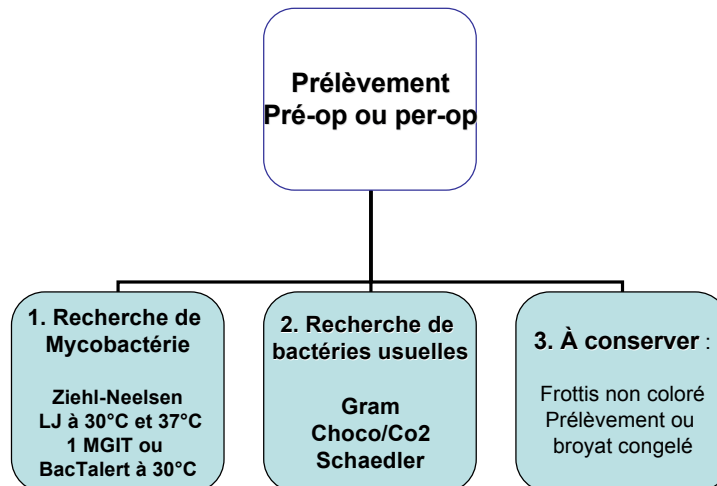 Prélèvement
Pré-op ou per-op
1. Recherche de
Mycobactérie
Ziehl-Neelsen
LJ à 30°C et 37°C
1 MGIT ou
BacTalert à 30°C
2. Recherche de
bactéries usuelles
Gram
Choco/Co2
Schaedler
3. À conserver :
Frottis non coloré
Prélèvement ou
broyat congelé